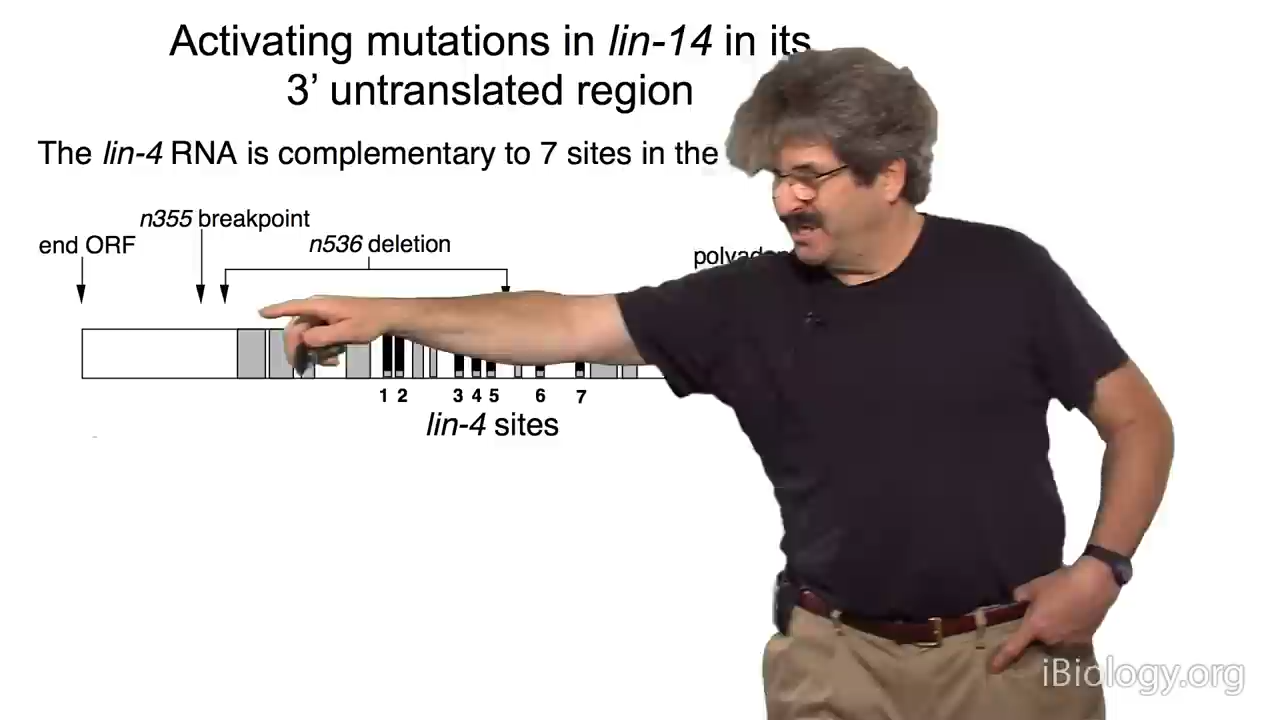 Activating mutations in lin-14 in its
3’ untranslated region
The lin-4 RNA is complementary to 7 sites in the
n355 breakpoint
end ORF
n536 deletion
1 2 3 4 5 6 7
lin-4 sites
iBiology.org